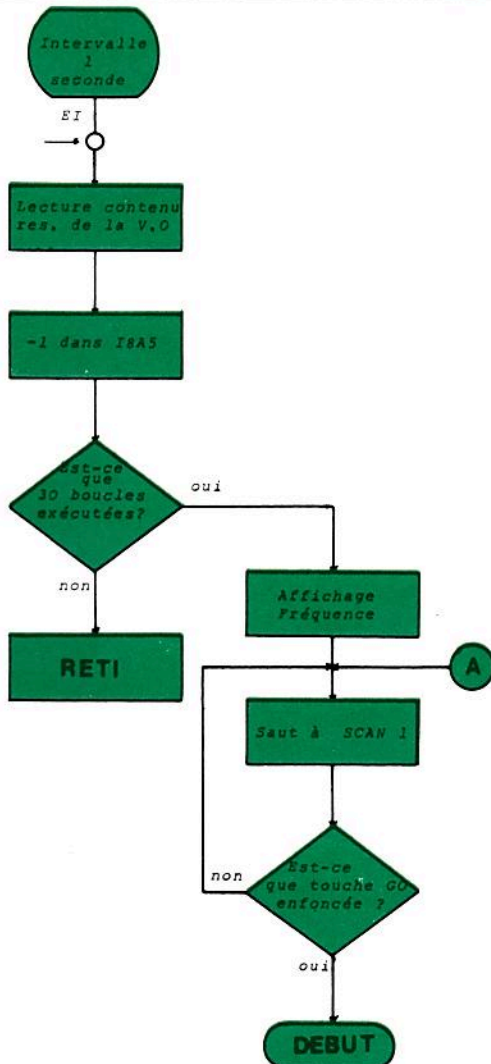 Intervalle
1
seconde
EI
Lecture contenu
res. de la V.O
-1 dans I8A5
Est-ce
que
30 boucles
exécutées?
oui
non
RETI
Affichage
Fréquence
A
Saut à SCAN 1
Est-ce
que touche GO
enfoncée ?
non
oui
DEBUT